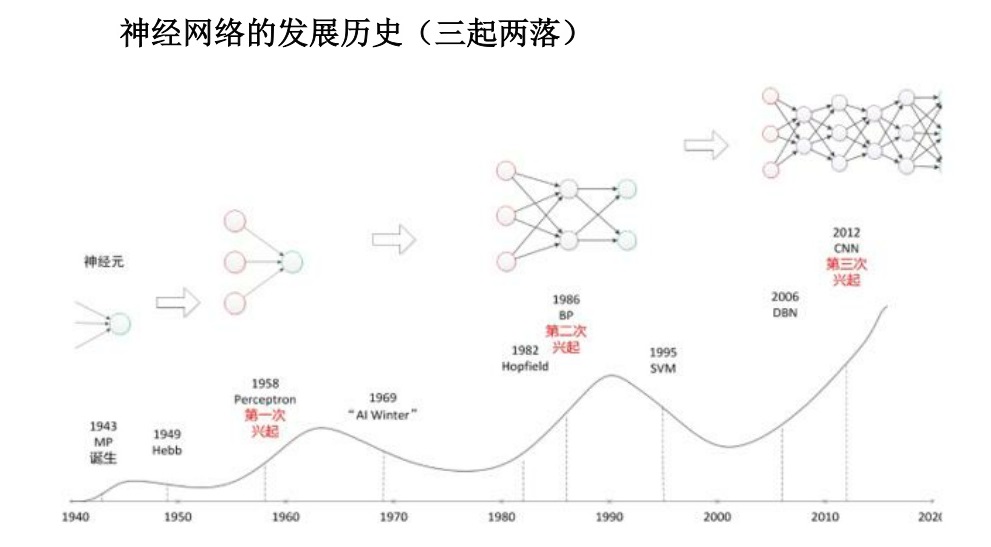 神经网络的发展历史（三起两落）
神经元
1943
MP
诞生
1949
Hebb
1958
Perceptron
第一次
兴起
1969
“AI Winter”
1982
Hopfield
1986
BP
第二次
兴起
1995
SVM
2006
DBN
2012
CNN
第三次
兴起
1940
1950
1960
1970
1980
1990
2000
2010
2020